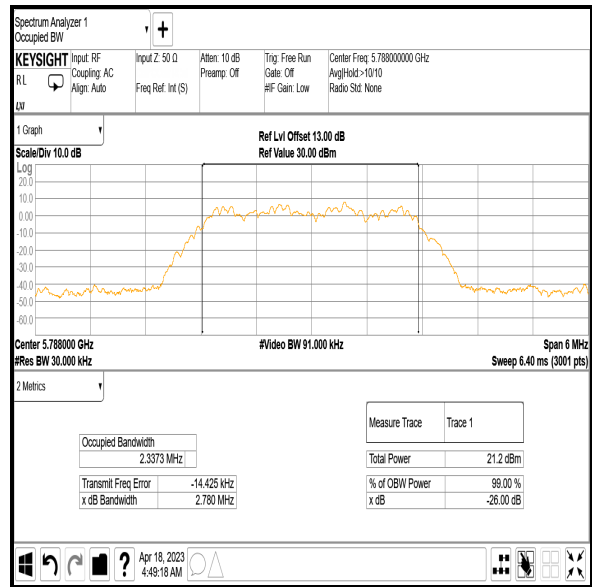 Spectrum Analyzer 1
Occupied BW
+
KEYSIGHT
RL
LXI
Input: RF
Coupling: AC
Align: Auto
Input Z: 50 Ω
Freq Ref: Int (S)
Atten: 10 dB
Preamp: Off
Trig: Free Run
Gate: Off
#IF Gain: Low
Center Freq: 5.788000000 GHz
Avg|Hold:>10/10
Radio Std: None
1 Graph
Scale/Div 10.0 dB
Ref Lvl Offset 13.00 dB
Ref Value 30.00 dBm
Log
20.0
10.0
0.00
-10.0
-20.0
-30.0
-40.0
-50.0
-60.0
Center 5.788000 GHz
#Video BW 91.000 kHz
Span 6 MHz
#Res BW 30.000 kHz
Sweep 6.40 ms (3001 pts)
2 Metrics
Measure Trace Trace 1
Occupied Bandwidth
2.3373 MHz
Total Power 21.2 dBm
Transmit Freq Error -14.425 kHz
% of OBW Power 99.00 %
x dB Bandwidth 2.780 MHz
x dB -26.00 dB
?
Apr 18, 2023
4:49:18 AM